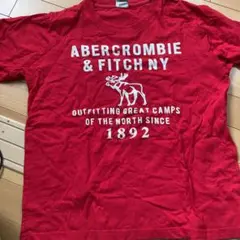 ABERCROMBIE
& FITCH NY
OUTFITTING GREAT CAMPS
OF THE NORTH SINCE
1892